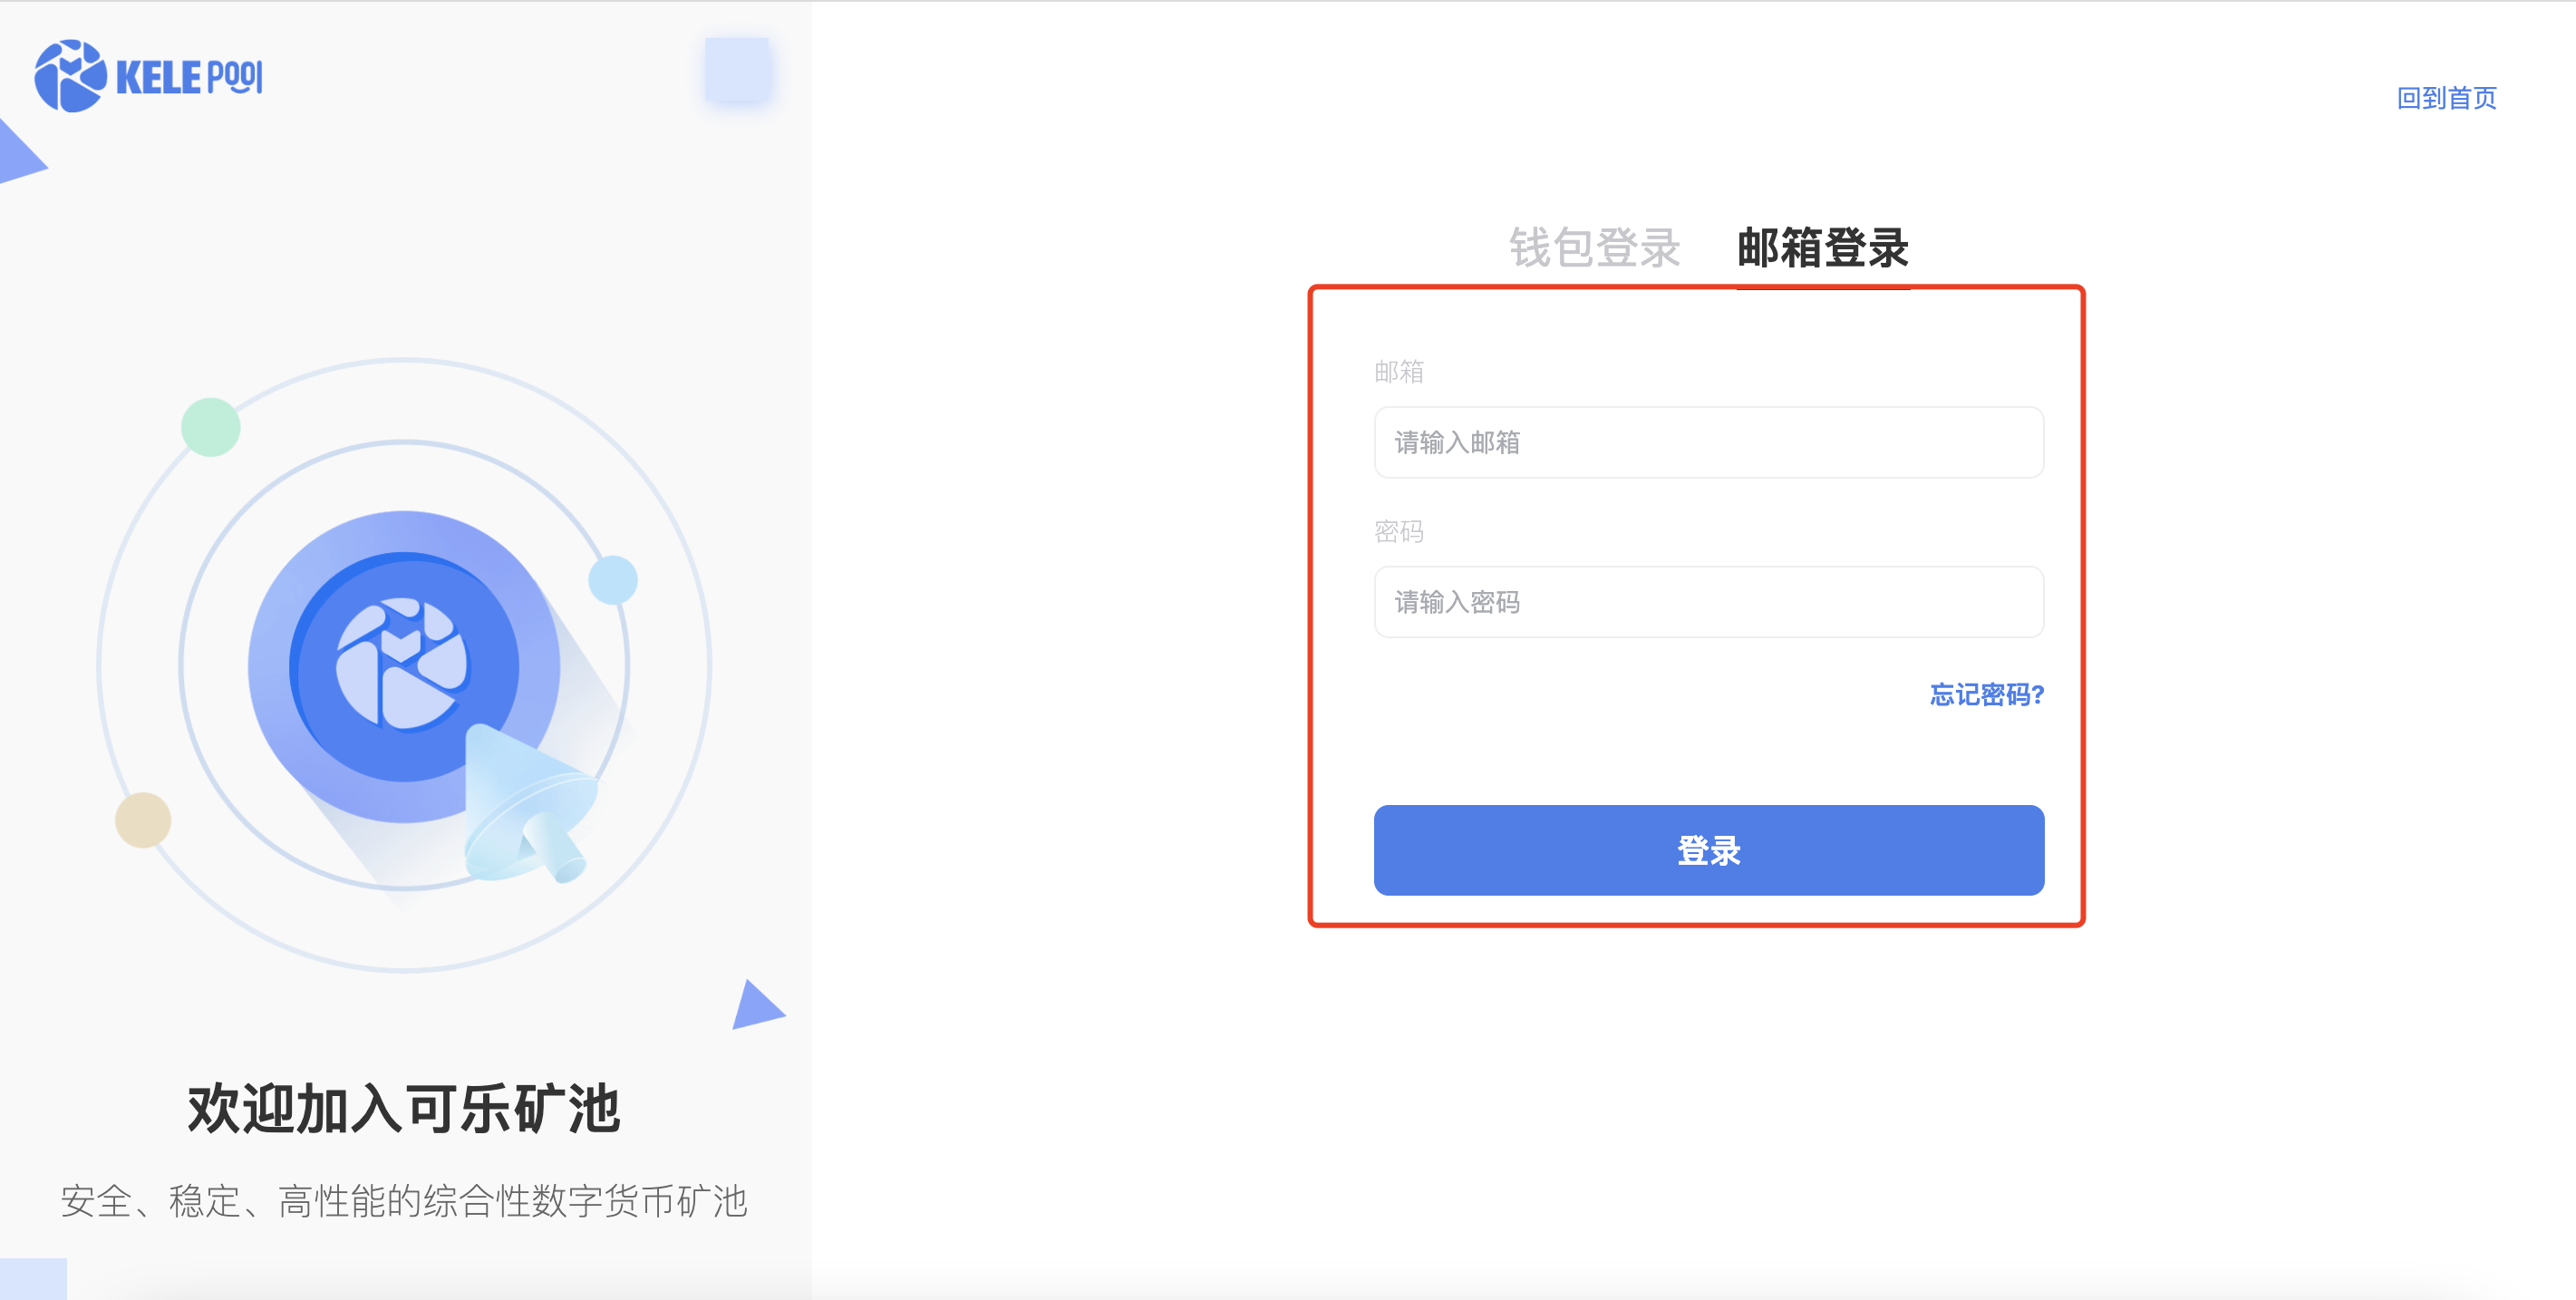 KELE POOL
回到首页
钱包登录 邮箱登录
邮箱
请输入邮箱
密码
请输入密码
忘记密码?
登录
欢迎加入可乐矿池
安全、稳定、高性能的综合性数字货币矿池